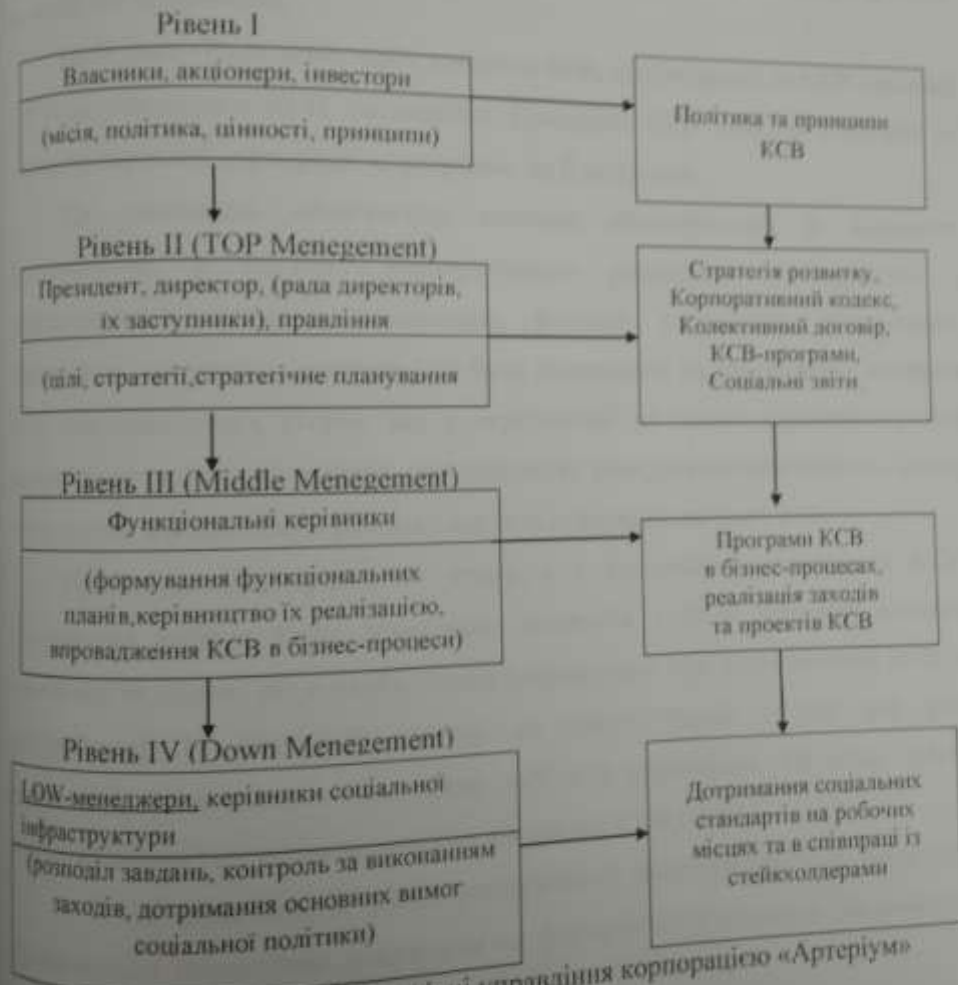 Рівень I
Власники, акціонери, інвестори
(місія, політика, цінності, принципи)
Політика та принципи
КСВ
Рівень II (TOP Menegement)
Президент, директор, (рада директорів,
їх заступники), правління
(цілі, стратегії,стратегічне планування
Стратегія розвитку,
Корпоративний кодекс,
Колективний договір,
КСВ-програми,
Соціальні звіти
Рівень III (Middle Menegement)
Функціональні керівники
(формування функціональних
планів,керівництво їх реалізацією,
впровадження КСВ в бізнес-процеси)
Програми КСВ
в бізнес-процесах,
реалізація заходів
та проектів КСВ
Рівень IV (Down Menegement)
LOW-менеджери, керівники соціальної
інфраструктури
(розподіл завдань, контроль за виконанням
заходів, дотримання основних вимог
соціальної політики)
Дотримання соціальних
стандартів на робочих
місцях та в співпраці із
стейкхолдерами
управління корпорацією «Артеріум»